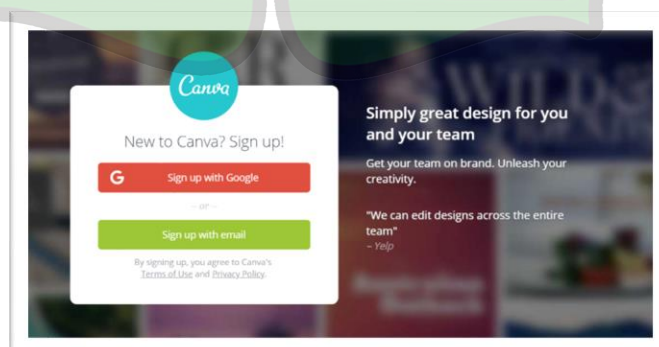 Canva
New to Canva? Sign up!
G Sign up with Google
— or —
Sign up with email
By signing up, you agree to Canva's
Terms of Use and Privacy Policy.
Simply great design for you
and your team
Get your team on brand. Unleash your
creativity.
"We can edit designs across the entire
team"
– Yelp